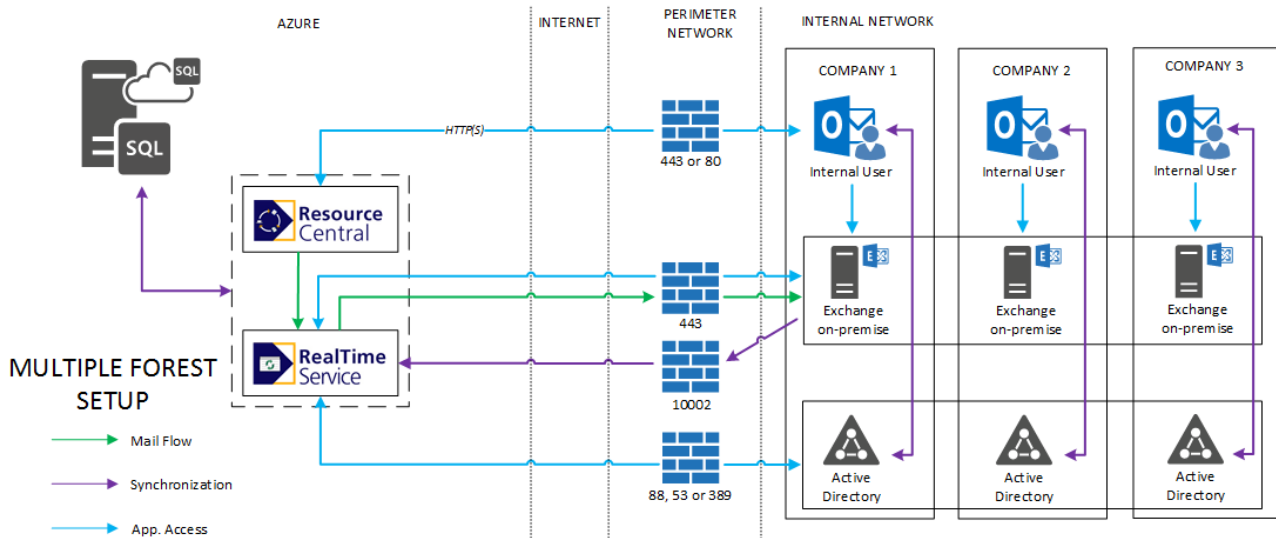 AZURE
INTERNET
PERIMETER
NETWORK
INTERNAL NETWORK
COMPANY 1
COMPANY 2
COMPANY 3
SQL
SQL
HTTP(S)
443 or 80
Internal User
Internal User
Internal User
Resource
Central
443
Exchange
on-premise
Exchange
on-premise
Exchange
on-premise
RealTime
Service
10002
MULTIPLE FOREST
SETUP
Mail Flow
Synchronization
App. Access
88, 53 or 389
Active
Directory
Active
Directory
Active
Directory